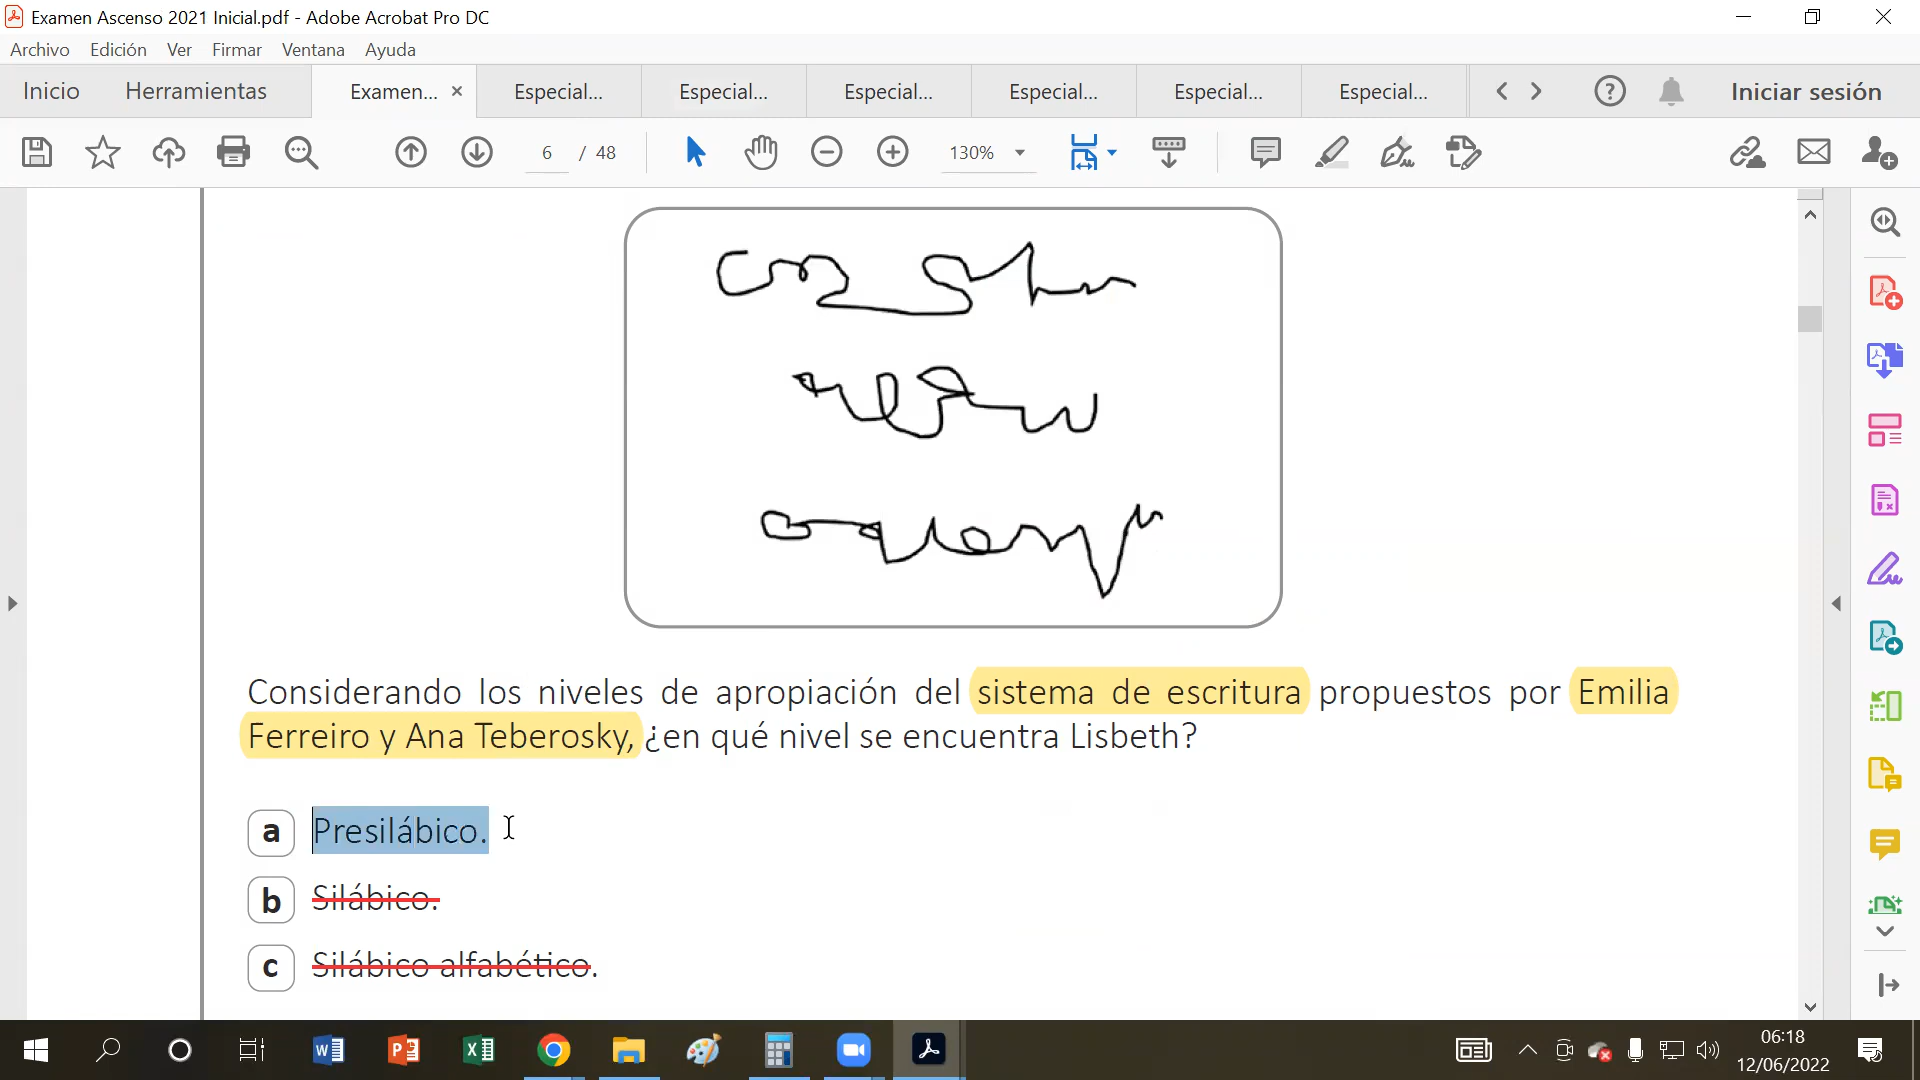 Examen Ascenso 2021 Inicial.pdf - Adobe Acrobat Pro DC
Archivo Edición Ver Firmar Ventana Ayuda
Inicio Herramientas Examen... × Especial... Especial... Especial... Especial... Especial... Especial... Iniciar sesión
6 / 48 130%
Considerando los niveles de apropiación del sistema de escritura propuestos por Emilia
Ferreiro y Ana Teberosky, ¿en qué nivel se encuentra Lisbeth?
a Presilábico.
b Silábico.
c Silábico alfabético.
06:18
12/06/2022